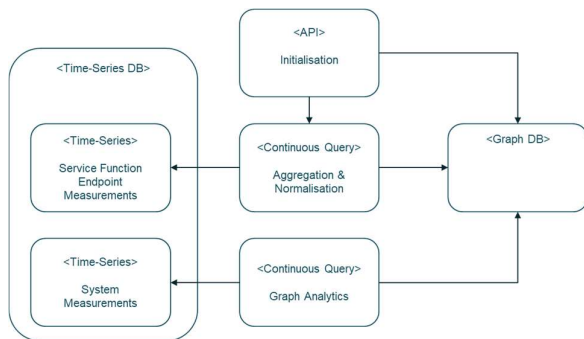 <API>
Initialisation
<Time-Series DB>
<Time-Series>
Service Function
Endpoint
Measurements
<Continuous Query>
Aggregation &
Normalisation
<Graph DB>
<Time-Series>
System
Measurements
<Continuous Query>
Graph Analytics